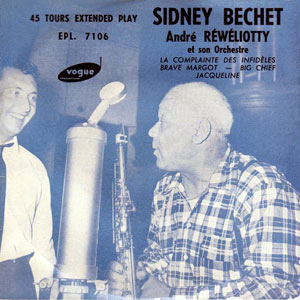 45 TOURS EXTENDED PLAY
EPL. 7106
vogue
SIDNEY BECHET
André RÉWÉLIOTTY
et son Orchestre
LA COMPLAINTE DES INFIDÈLES
BRAVE MARGOT — BIG CHIEF
JACQUELINE